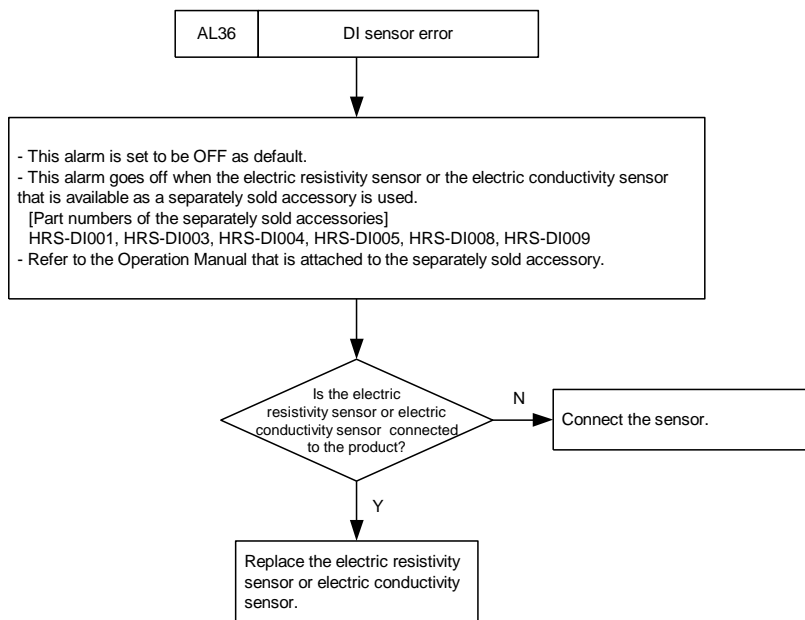 AL36 DI sensor error
- This alarm is set to be OFF as default.
- This alarm goes off when the electric resistivity sensor or the electric conductivity sensor
that is available as a separately sold accessory is used.
[Part numbers of the separately sold accessories]
HRS-DI001, HRS-DI003, HRS-DI004, HRS-DI005, HRS-DI008, HRS-DI009
- Refer to the Operation Manual that is attached to the separately sold accessory.
Is the electric
resistivity sensor or electric
conductivity sensor connected
to the product?
N
Connect the sensor.
Y
Replace the electric resistivity
sensor or electric conductivity
sensor.